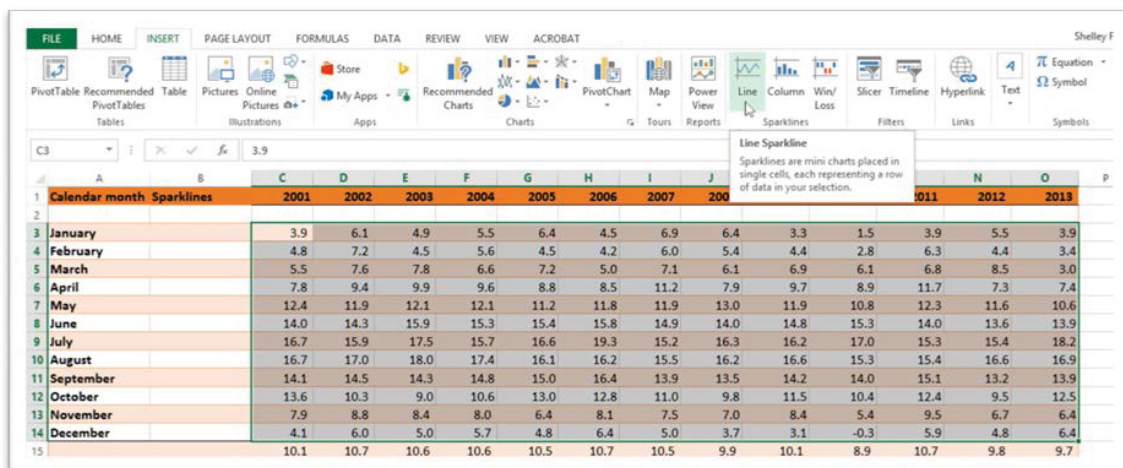 FILE HOME INSERT PAGE LAYOUT FORMULAS DATA REVIEW VIEW ACROBAT Shelley F
PivotTable Recommended PivotTables Table Pictures Online Pictures Store My Apps Recommended Charts PivotChart Map Power View Line Column Win/ Loss Slicer Timeline Hyperlink Text π Equation Ω Symbol
Tables Illustrations Apps Charts Tours Reports Sparklines Filters Links Symbols
C3 fx 3.9
Line Sparkline
Sparklines are mini charts placed in
single cells, each representing a row
of data in your selection.
A B C D E F G H I J N O P
1 Calendar month Sparklines 2001 2002 2003 2004 2005 2006 2007 200 2011 2012 2013
2
3 January 3.9 6.1 4.9 5.5 6.4 4.5 6.9 6.4 3.3 1.5 3.9 5.5 3.9
4 February 4.8 7.2 4.5 5.6 4.5 4.2 6.0 5.4 4.4 2.8 6.3 4.4 3.4
5 March 5.5 7.6 7.8 6.6 7.2 5.0 7.1 6.1 6.9 6.1 6.8 8.5 3.0
6 April 7.8 9.4 9.9 9.6 8.8 8.5 11.2 7.9 9.7 8.9 11.7 7.3 7.4
7 May 12.4 11.9 12.1 12.1 11.2 11.8 11.9 13.0 11.9 10.8 12.3 11.6 10.6
8 June 14.0 14.3 15.9 15.3 15.4 15.8 14.9 14.0 14.8 15.3 14.0 13.6 13.9
9 July 16.7 15.9 17.5 15.7 16.6 19.3 15.2 16.3 16.2 17.0 15.3 15.4 18.2
10 August 16.7 17.0 18.0 17.4 16.1 16.2 15.5 16.2 16.6 15.3 15.4 16.6 16.9
11 September 14.1 14.5 14.3 14.8 15.0 16.4 13.9 13.5 14.2 14.0 15.1 13.2 13.9
12 October 13.6 10.3 9.0 10.6 13.0 12.8 11.0 9.8 11.5 10.4 12.4 9.5 12.5
13 November 7.9 8.8 8.4 8.0 6.4 8.1 7.5 7.0 8.4 5.4 9.5 6.7 6.4
14 December 4.1 6.0 5.0 5.7 4.8 6.4 5.0 3.7 3.1 -0.3 5.9 4.8 6.4
15 10.1 10.7 10.6 10.6 10.5 10.7 10.5 9.9 10.1 8.9 10.7 9.8 9.7